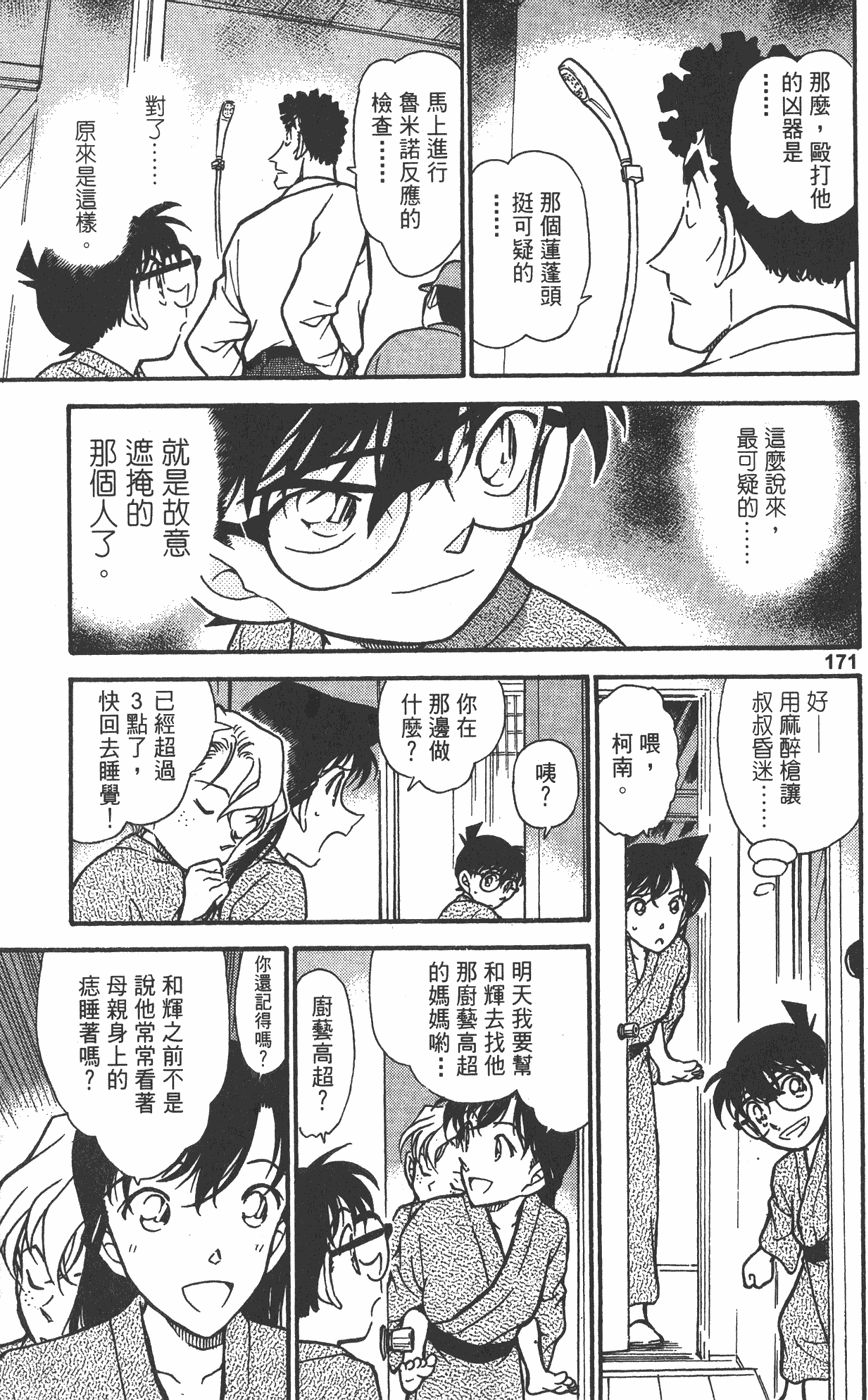 那麼，毆打他
的凶器是
……
那個蓮蓬頭
挺可疑的
……
馬上進行
魯米諾反應的
檢查……
對了……
原來是這樣。
這麼說來，
最可疑的……
就是故意
遮掩的
那個人了。
171
好──
用麻醉槍讓
叔叔昏迷……
喂，
柯南。
咦？
你在
那邊做
什麼？
已經超過
3點了，
快回去睡覺！
明天我要幫
和輝去找他
那廚藝高超
的媽媽喲…
廚藝高超？
你還記得嗎？
和輝之前不是
說他常常看著
母親身上的
痣睡著嗎？